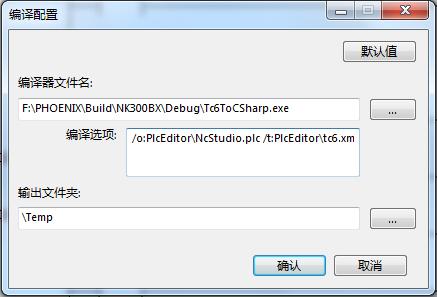 编译配置
默认值
编译器文件名:
F:\PHOENIX\Build\NK300BX\Debug\Tc6ToCSharp.exe
...
编译选项:
/o:PlcEditor\NcStudio.plc /t:PlcEditor\tc6.xm
输出文件夹:
\Temp
...
确认
取消